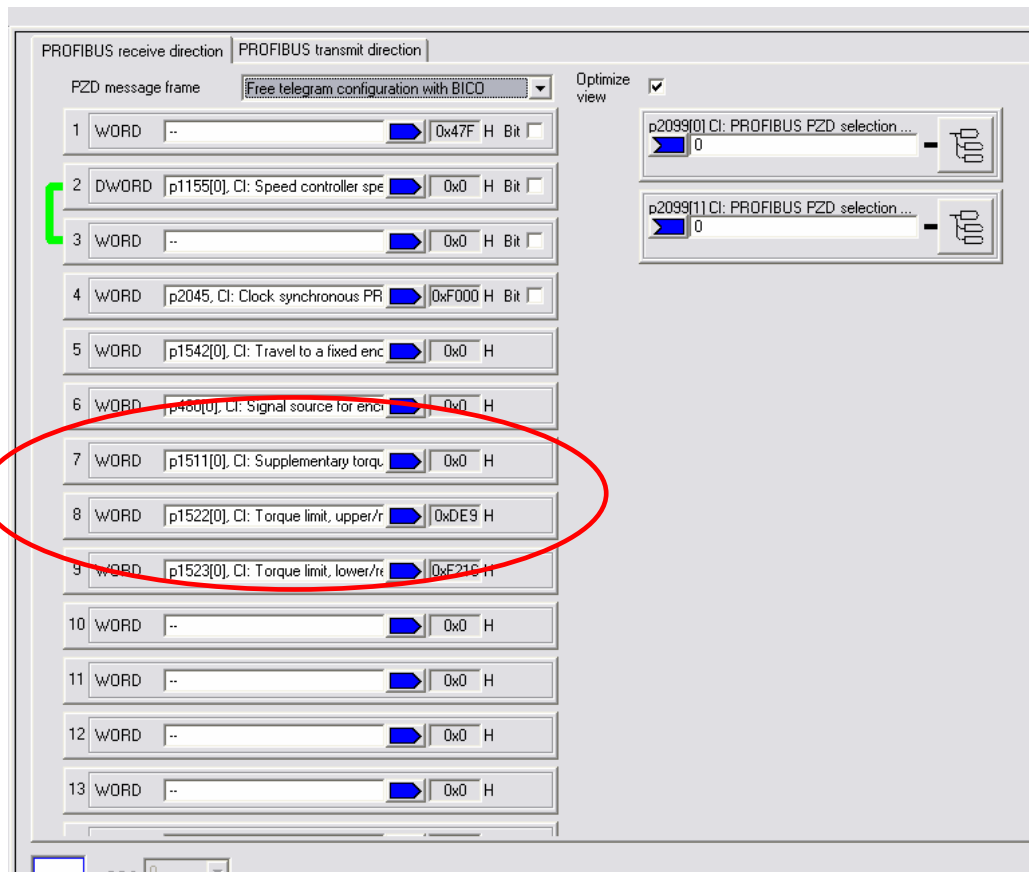 PROFIBUS receive direction PROFIBUS transmit direction
PZD message frame Free telegram configuration with BICO Optimize view
1 WORD -- 0x47F H Bit
p2099[0] CI: PROFIBUS PZD selection ...
0
2 DWORD p1155[0], CI: Speed controller spe 0x0 H Bit
p2099[1] CI: PROFIBUS PZD selection ...
0
3 WORD -- 0x0 H Bit
4 WORD p2045, CI: Clock synchronous PR 0xF000 H Bit
5 WORD p1542[0], CI: Travel to a fixed enc 0x0 H
6 WORD p480[0], CI: Signal source for enc 0x0 H
7 WORD p1511[0], CI: Supplementary torqu 0x0 H
8 WORD p1522[0], CI: Torque limit, upper/r 0xDE9 H
9 WORD p1523[0], CI: Torque limit, lower/re 0xF216 H
10 WORD -- 0x0 H
11 WORD -- 0x0 H
12 WORD -- 0x0 H
13 WORD -- 0x0 H